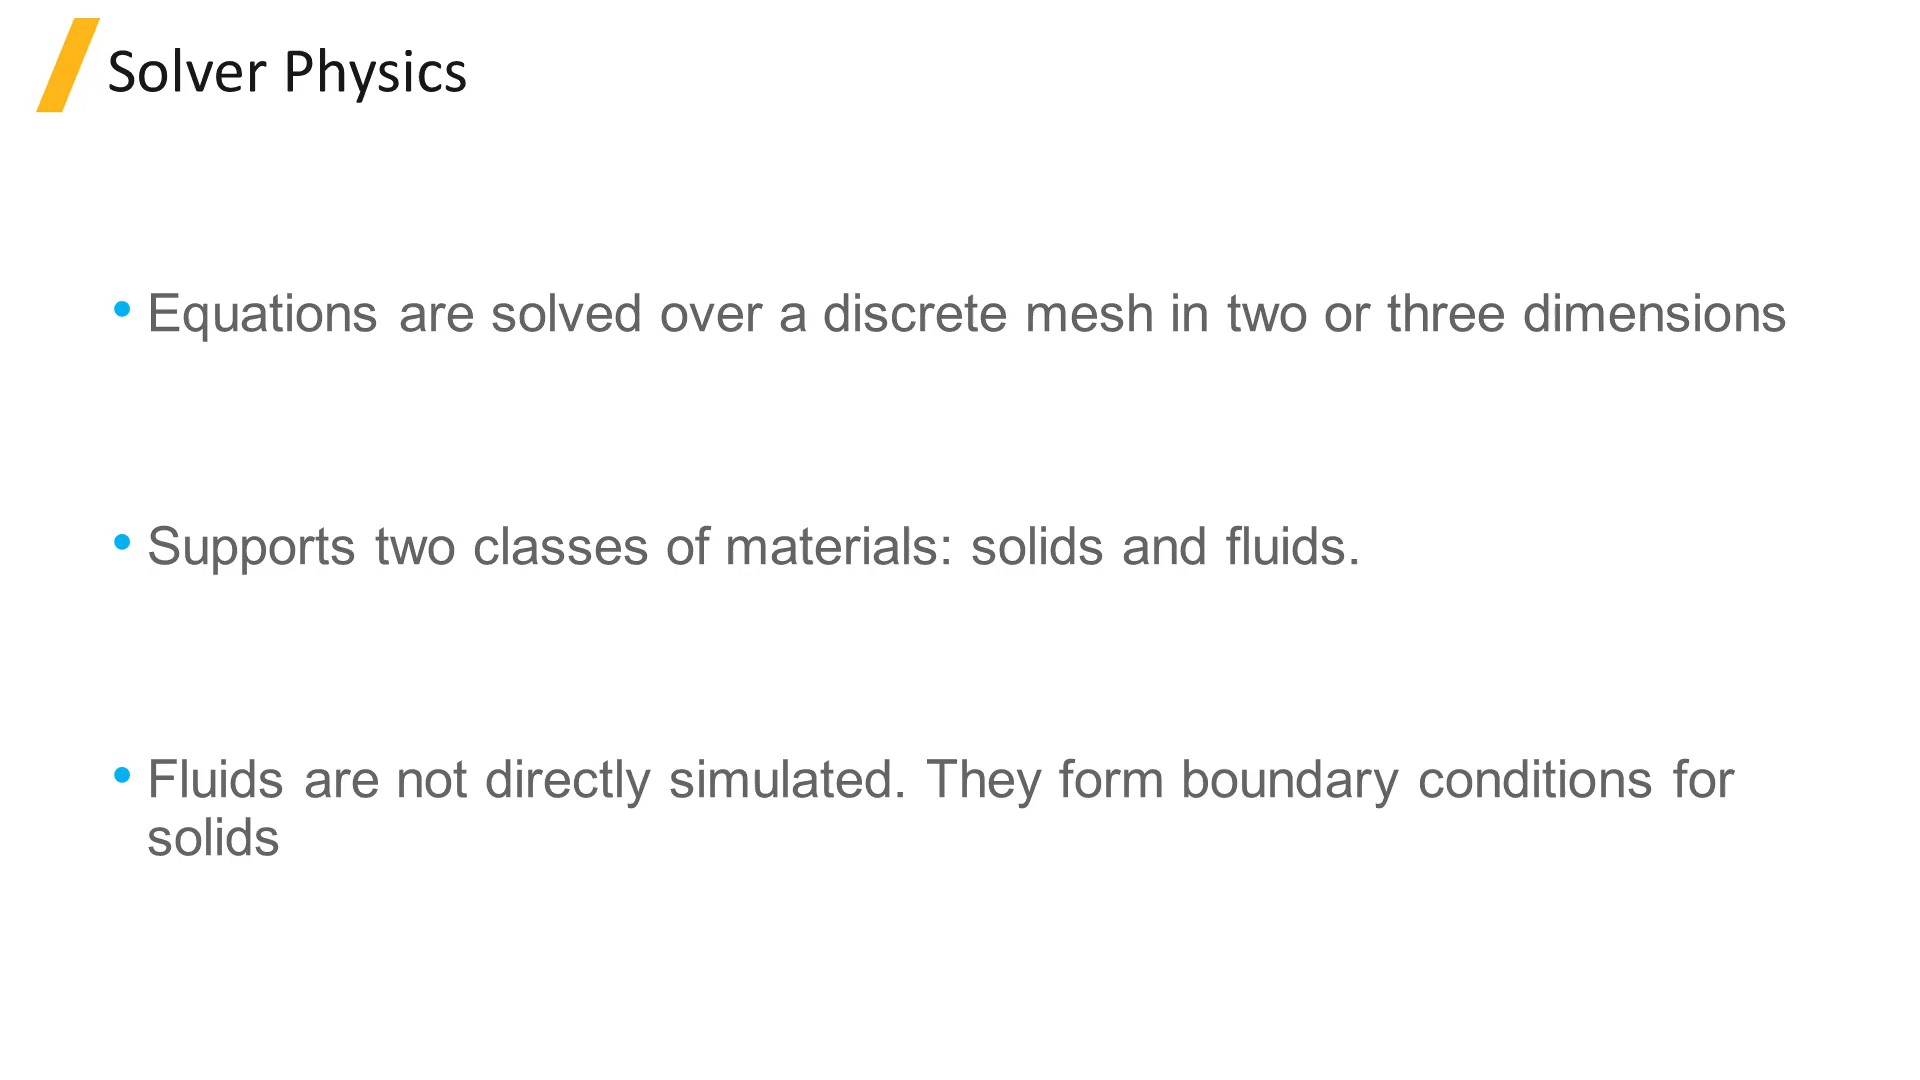 Solver Physics
• Equations are solved over a discrete mesh in two or three dimensions
• Supports two classes of materials: solids and fluids.
• Fluids are not directly simulated. They form boundary conditions for
solids